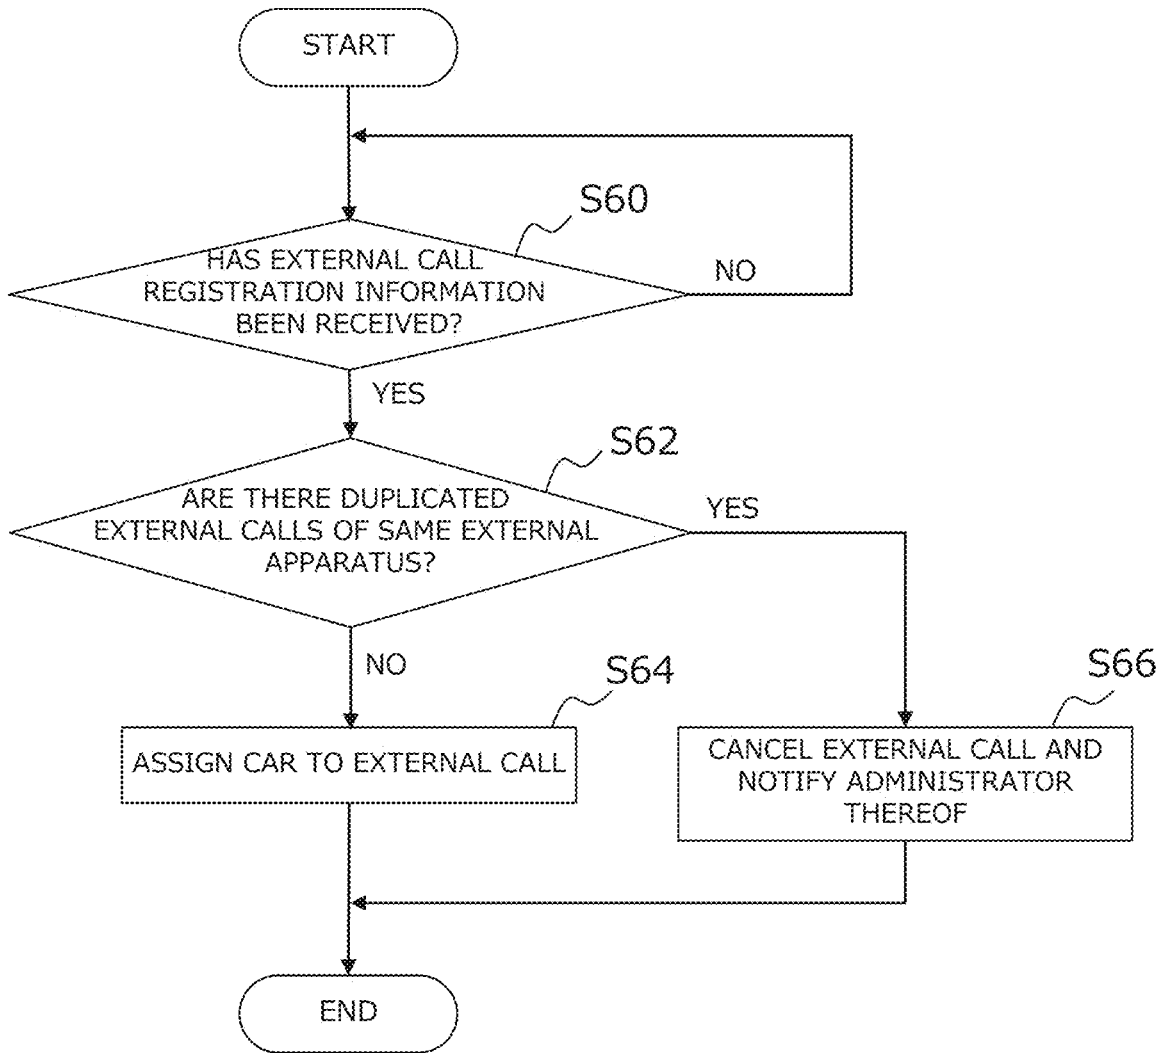 START
S60
HAS EXTERNAL CALL
REGISTRATION INFORMATION
BEEN RECEIVED?
NO
YES
S62
ARE THERE DUPLICATED
EXTERNAL CALLS OF SAME EXTERNAL
APPARATUS?
YES
NO
S64
ASSIGN CAR TO EXTERNAL CALL
S66
CANCEL EXTERNAL CALL AND
NOTIFY ADMINISTRATOR
THEREOF
END